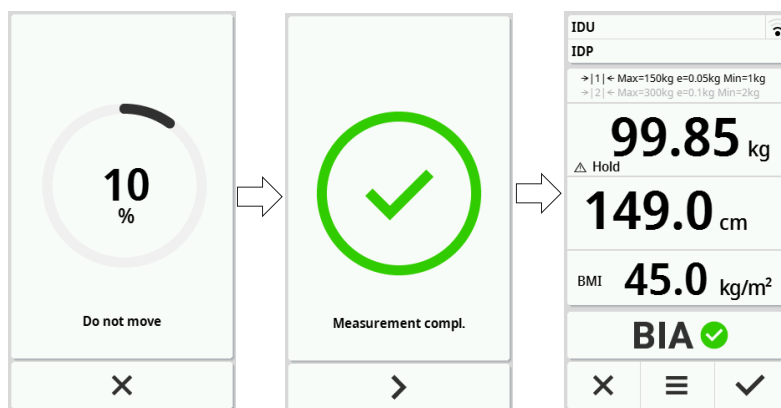 10
%
Do not move
Measurement compl.
IDU
IDP
→|1|← Max=150kg e=0.05kg Min=1kg
→|2|← Max=300kg e=0.1kg Min=2kg
99.85 kg
⚠ Hold
149.0 cm
BMI 45.0 kg/m²
BIA